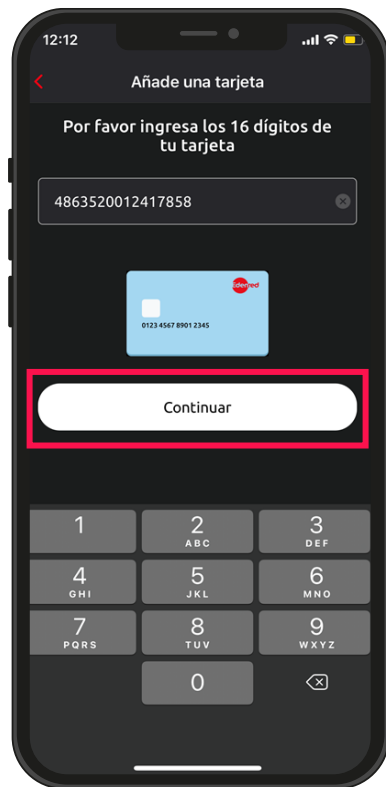 12:12
Añade una tarjeta
Por favor ingresa los 16 dígitos de
tu tarjeta
4863520012417858
Edenred
0123 4567 8901 2345
Continuar
1 2 3
ABC DEF
4 5 6
GHI JKL MNO
7 8 9
PQRS TUV WXYZ
0